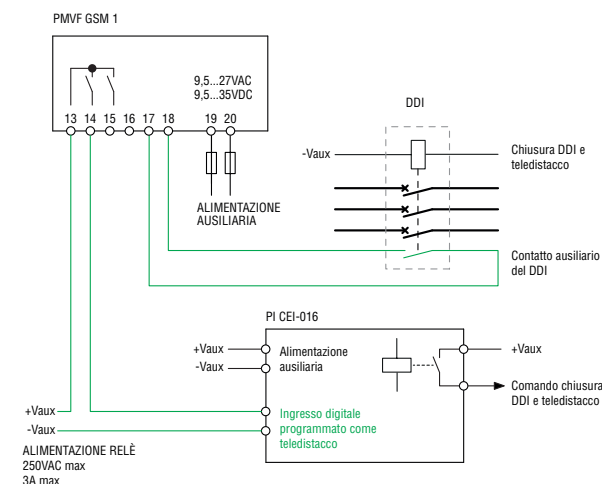 PMVF GSM 1
9,5...27VAC
9,5...35VDC
13 14 15 16 17 18 19 20
ALIMENTAZIONE
AUSILIARIA
DDI
-Vaux
Chiusura DDI e
teledistacco
Contatto ausiliario
del DDI
PI CEI-016
+Vaux
-Vaux
Alimentazione
ausiliaria
+Vaux
Comando chiusura
DDI e teledistacco
Ingresso digitale
programmato come
teledistacco
+Vaux
-Vaux
ALIMENTAZIONE RELÈ
250VAC max
3A max